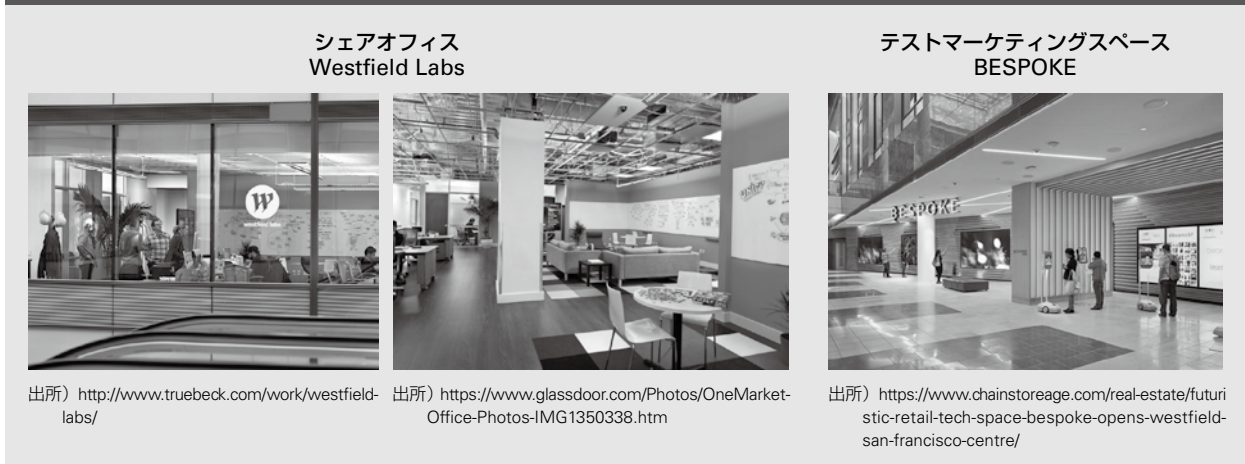 シェアオフィス
Westfield Labs
テストマーケティングスペース
BESPOKE
W
westfield labs
BESPOKE
出所）http://www.truebeck.com/work/westfield-
labs/
出所）https://www.glassdoor.com/Photos/OneMarket-
Office-Photos-IMG1350338.htm
出所）https://www.chainstoreage.com/real-estate/futuri
stic-retail-tech-space-bespoke-opens-westfield-
san-francisco-centre/